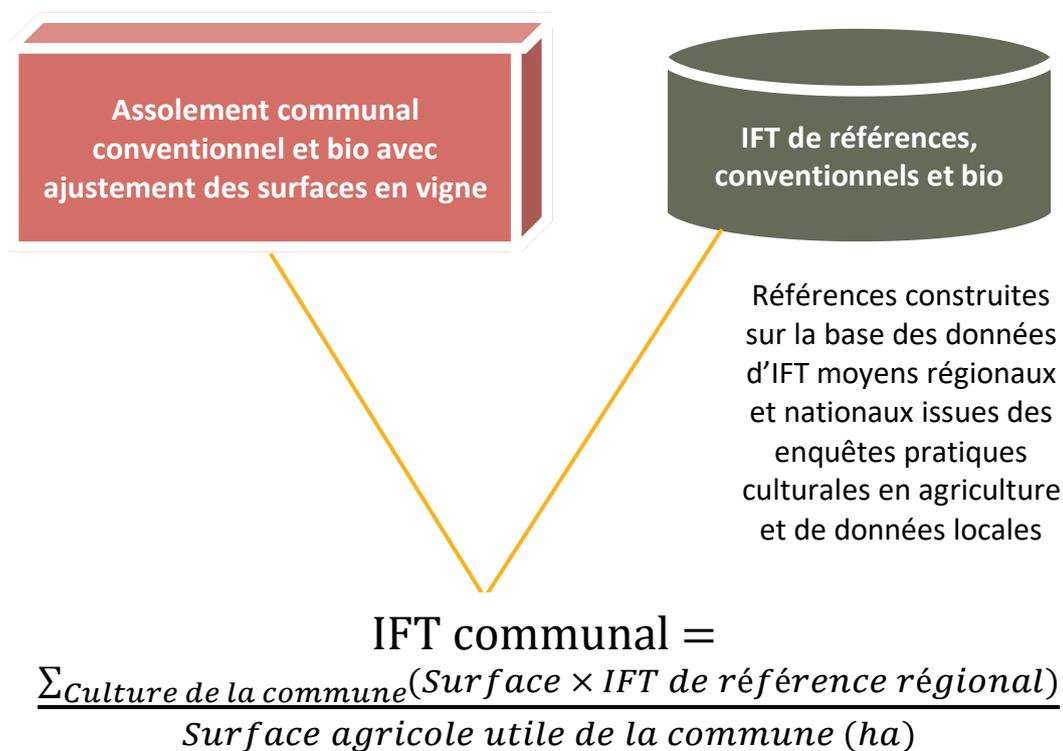 Assolement communal
conventionnel et bio avec
ajustement des surfaces en vigne
IFT de références,
conventionnels et bio
Références construites
sur la base des données
d’IFT moyens régionaux
et nationaux issues des
enquêtes pratiques
culturales en agriculture
et de données locales
IFT communal =
∑Culture de la commune(Surface × IFT de référence régional)
Surface agricole utile de la commune (ha)